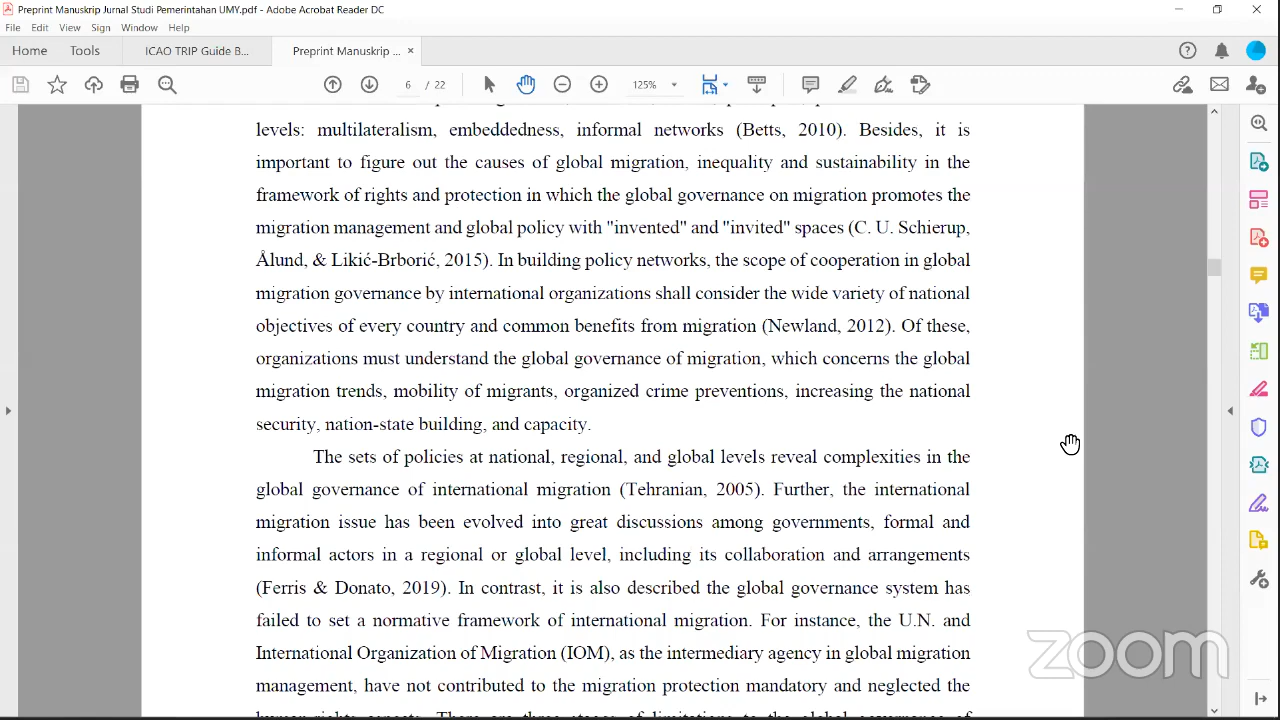 Preprint Manuskrip Jurnal Studi Pemerintahan UMY.pdf - Adobe Acrobat Reader DC
File Edit View Sign Window Help
Home Tools ICAO TRIP Guide B... Preprint Manuskrip ... ×
6 / 22 125%
levels: multilateralism, embeddedness, informal networks (Betts, 2010). Besides, it is
important to figure out the causes of global migration, inequality and sustainability in the
framework of rights and protection in which the global governance on migration promotes the
migration management and global policy with "invented" and "invited" spaces (C. U. Schierup,
Ålund, & Likić-Brborić, 2015). In building policy networks, the scope of cooperation in global
migration governance by international organizations shall consider the wide variety of national
objectives of every country and common benefits from migration (Newland, 2012). Of these,
organizations must understand the global governance of migration, which concerns the global
migration trends, mobility of migrants, organized crime preventions, increasing the national
security, nation-state building, and capacity.
The sets of policies at national, regional, and global levels reveal complexities in the
global governance of international migration (Tehranian, 2005). Further, the international
migration issue has been evolved into great discussions among governments, formal and
informal actors in a regional or global level, including its collaboration and arrangements
(Ferris & Donato, 2019). In contrast, it is also described the global governance system has
failed to set a normative framework of international migration. For instance, the U.N. and
International Organization of Migration (IOM), as the intermediary agency in global migration
management, have not contributed to the migration protection mandatory and neglected the
zoom